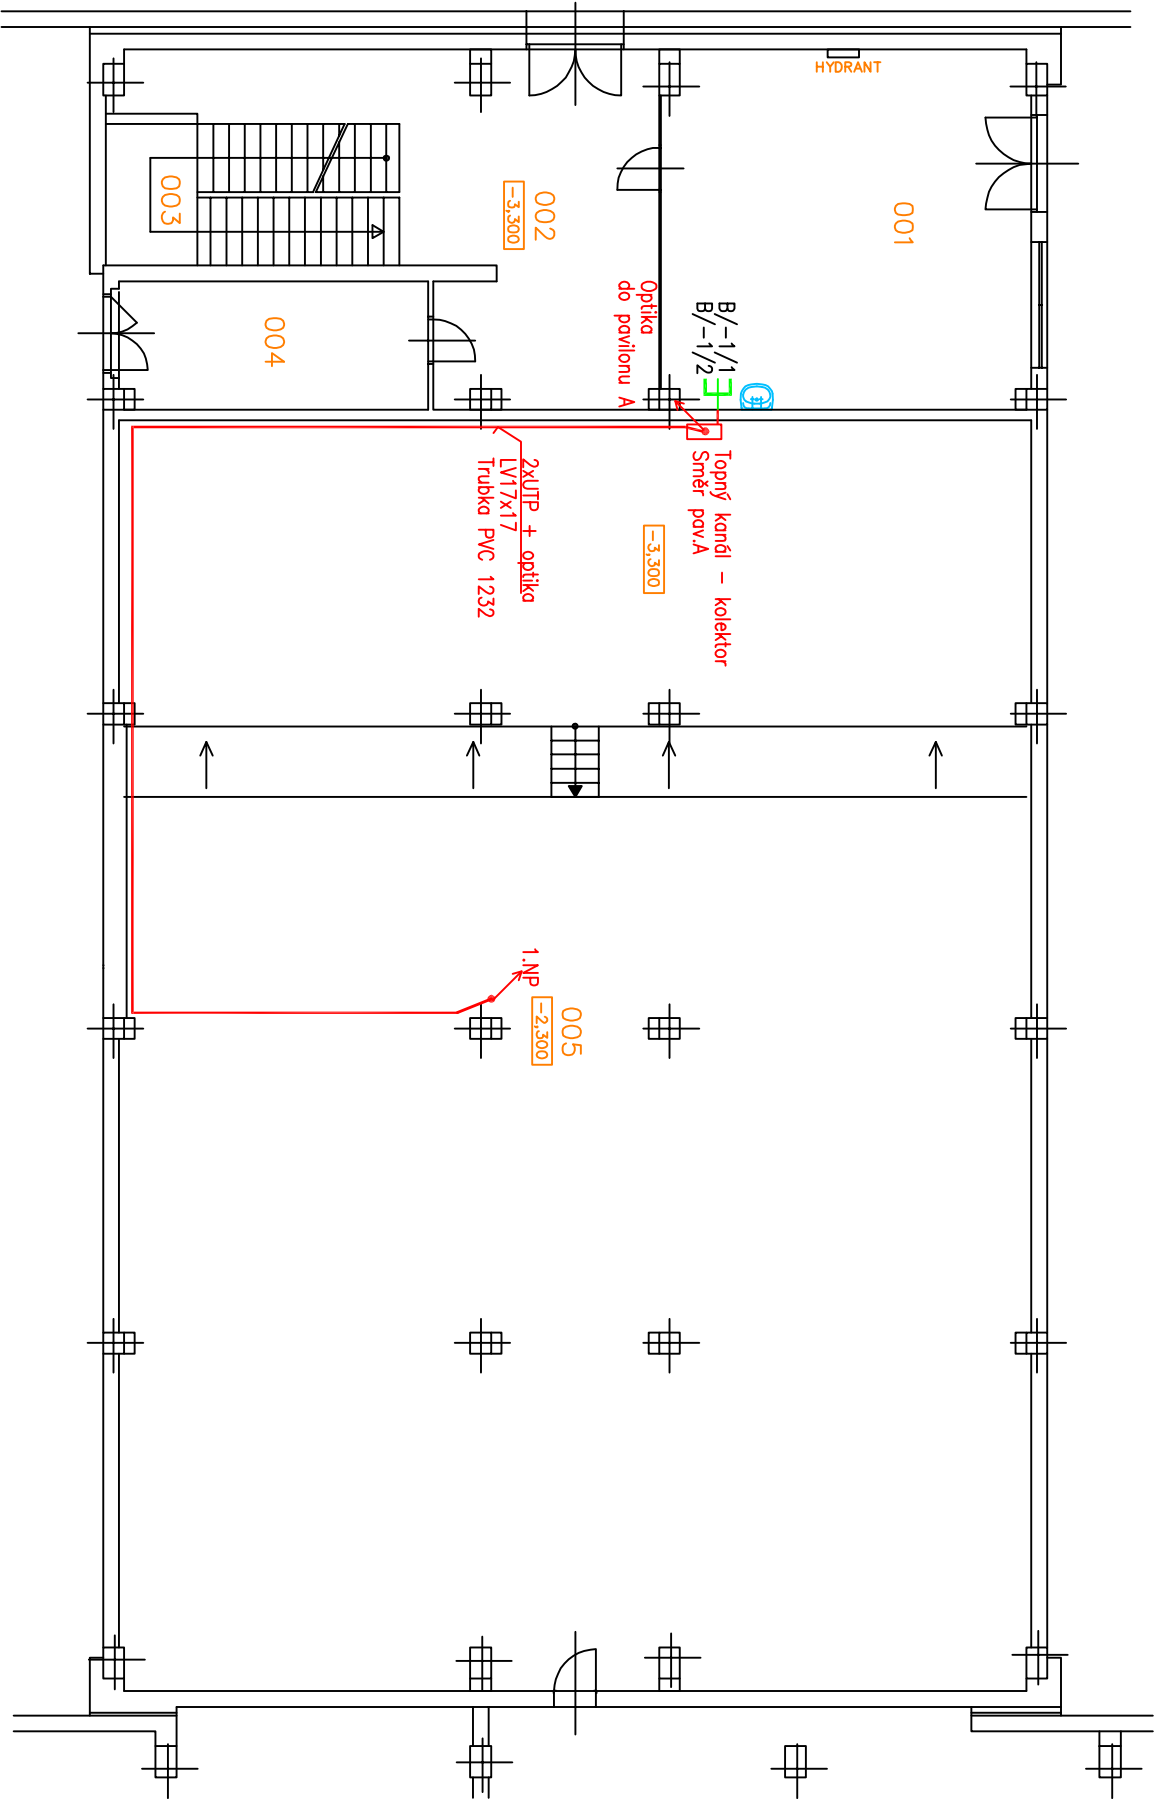 HYDRANT
001
002
-3,300
003
004
Optika
do pavilonu A
B/-1/1
B/-1/2
Topný kanál - kolektor
Směr pav.A
2xUTP + optika
LV17x17
Trubka PVC 1232
-3,300
1.NP
005
-2,300